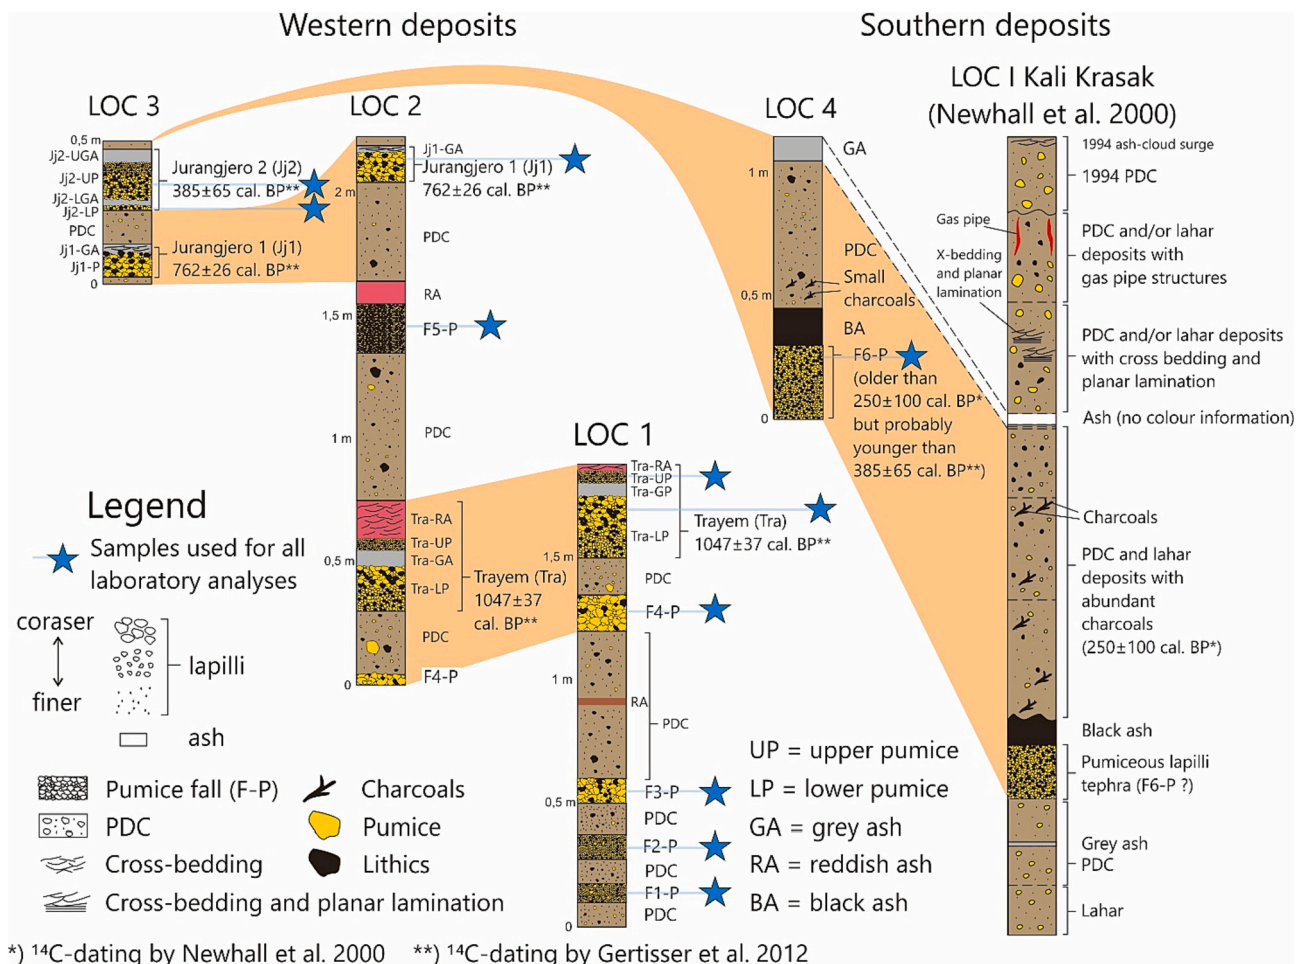 Western deposits
Southern deposits
LOC 3
0,5 m
Jj2-UGA
Jj2-UP
Jj2-LGA
Jj2-LP
PDC
Jj1-GA
Jj1-P
0
Jurangjero 2 (Jj2)
385±65 cal. BP**
Jurangjero 1 (Jj1)
762±26 cal. BP**
LOC 2
Jj1-GA
Jurangjero 1 (Jj1)
762±26 cal. BP**
2 m
PDC
RA
1,5 m
F5-P
1 m
PDC
Tra-RA
Tra-UP
Tra-GA
0,5 m
Tra-LP
Trayem (Tra)
1047±37
cal. BP**
PDC
F4-P
0
LOC 1
Tra-RA
Tra-UP
Tra-GP
Tra-LP
Trayem (Tra)
1047±37 cal. BP**
1,5 m
PDC
F4-P
1 m
RA
PDC
F3-P
0,5 m
PDC
F2-P
PDC
F1-P
PDC
0
LOC 4
GA
1 m
PDC
Small
charcoals
0,5 m
BA
F6-P
(older than
250±100 cal. BP*
but probably
younger than
385±65 cal. BP**)
0
LOC I Kali Krasak
(Newhall et al. 2000)
1994 ash-cloud surge
1994 PDC
Gas pipe
PDC and/or lahar
deposits with
gas pipe structures
X-bedding
and planar
lamination
PDC and/or lahar deposits
with cross bedding and
planar lamination
Ash (no colour information)
Charcoals
PDC and lahar
deposits with
abundant
charcoals
(250±100 cal. BP*)
Black ash
Pumiceous lapilli
tephra (F6-P ?)
Grey ash
PDC
Lahar
Legend
Samples used for all
laboratory analyses
coraser
finer
lapilli
ash
Pumice fall (F-P)
PDC
Cross-bedding
Cross-bedding and planar lamination
Charcoals
Pumice
Lithics
UP = upper pumice
LP = lower pumice
GA = grey ash
RA = reddish ash
BA = black ash
*) ¹⁴C-dating by Newhall et al. 2000 **) ¹⁴C-dating by Gertisser et al. 2012